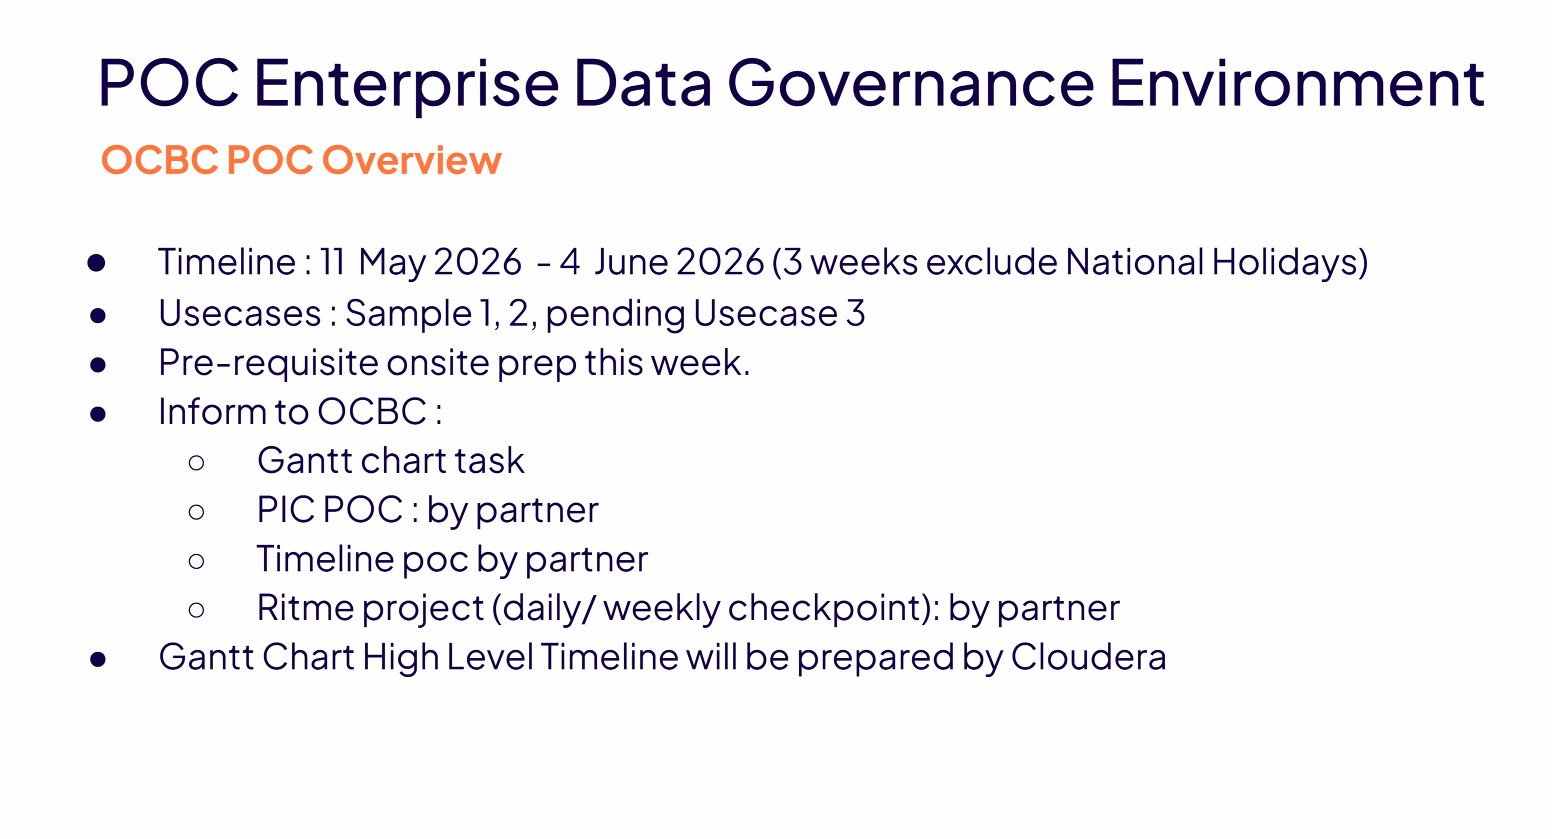 POC Enterprise Data Governance Environment
OCBC POC Overview
● Timeline : 11 May 2026 - 4 June 2026 (3 weeks exclude National Holidays)
● Usecases : Sample 1, 2, pending Usecase 3
● Pre-requisite onsite prep this week.
● Inform to OCBC :
○ Gantt chart task
○ PIC POC : by partner
○ Timeline poc by partner
○ Ritme project (daily/ weekly checkpoint): by partner
● Gantt Chart High Level Timeline will be prepared by Cloudera